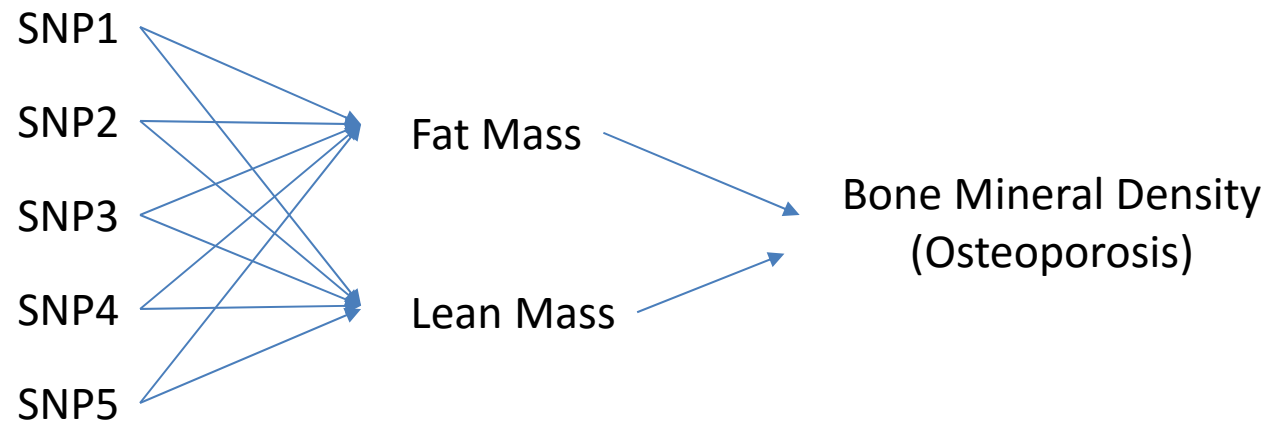 SNP1
SNP2
SNP3
SNP4
SNP5
Fat Mass
Lean Mass
Bone Mineral Density
(Osteoporosis)